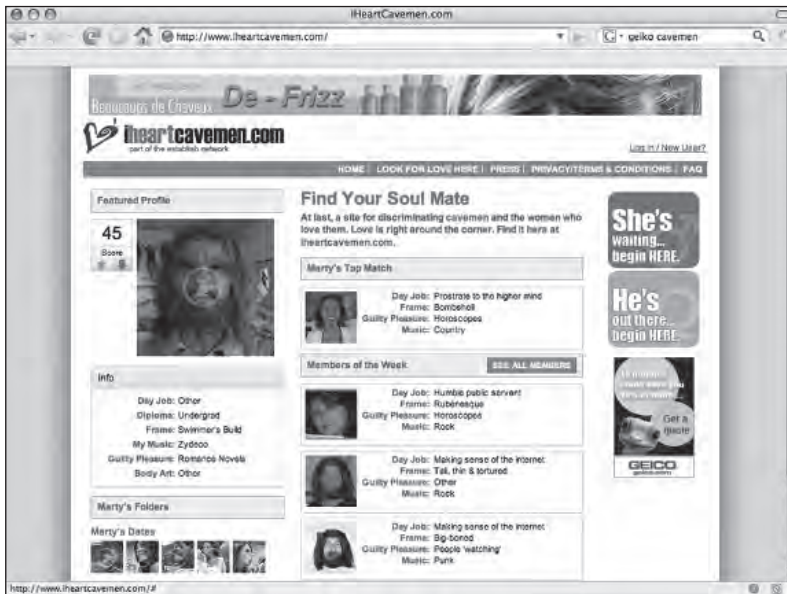 iHeartCavemen.com
http://www.iheartcavemen.com/
geiko cavemen
Beaucoups de Cheveux De - Frizz
iheartcavemen.com
part of the establish network
Log in / New User?
HOME | LOOK FOR LOVE HERE | PRESS | PRIVACY/TERMS & CONDITIONS | FAQ
Featured Profile
45
Score
Info
Day Job: Other
Diploma: Undergrad
Frame: Swimmer's Build
My Music: Zydeco
Guilty Pleasure: Romance Novels
Body Art: Other
Marty's Folders
Marty's Dates
Find Your Soul Mate
At last, a site for discriminating cavemen and the women who
love them. Love is right around the corner. Find it here at
iheartcavemen.com.
Marty's Top Match
Day Job: Prostrate to the higher mind
Frame: Bombshell
Guilty Pleasure: Horoscopes
Music: Country
Members of the Week SEE ALL MEMBERS
Day Job: Humble public servant
Frame: Rubenesque
Guilty Pleasure: Horoscopes
Music: Rock
Day Job: Making sense of the internet
Frame: Tall, thin & tortured
Guilty Pleasure: Other
Music: Rock
Day Job: Making sense of the internet
Frame: Big-boned
Guilty Pleasure: People 'watching'
Music: Punk
She's
waiting...
begin HERE.
He's
out there...
begin HERE.
Get a
quote
GEICO
geico.com
http://www.iheartcavemen.com/#